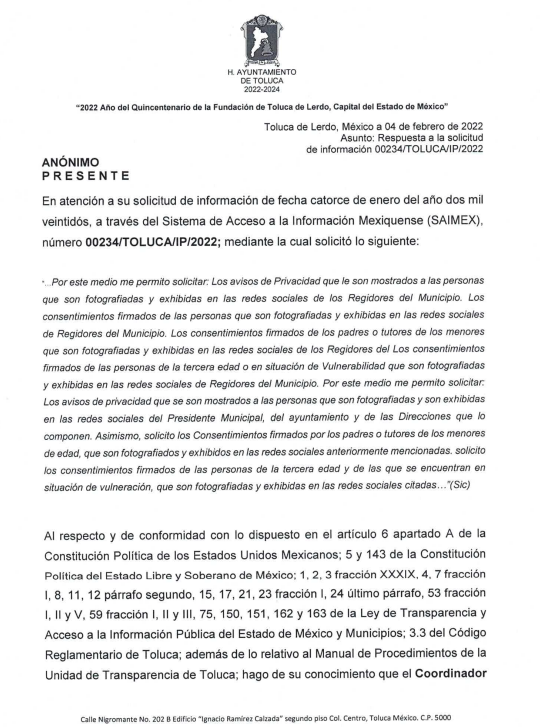 H. AYUNTAMIENTO
DE TOLUCA
2022-2024
"2022 Año del Quincentenario de la Fundación de Toluca de Lerdo, Capital del Estado de México"
Toluca de Lerdo, México a 04 de febrero de 2022
Asunto: Respuesta a la solicitud
de información 00234/TOLUCA/IP/2022
ANÓNIMO
P R E S E N T E
En atención a su solicitud de información de fecha catorce de enero del año dos mil
veintidós, a través del Sistema de Acceso a la Información Mexiquense (SAIMEX),
número 00234/TOLUCA/IP/2022; mediante la cual solicitó lo siguiente:
"...Por este medio me permito solicitar: Los avisos de Privacidad que le son mostrados a las personas
que son fotografiadas y exhibidas en las redes sociales de los Regidores del Municipio. Los
consentimientos firmados de las personas que son fotografiadas y exhibidas en las redes sociales
de Regidores del Municipio. Los consentimientos firmados de los padres o tutores de los menores
que son fotografiadas y exhibidas en las redes sociales de los Regidores del Los consentimientos
firmados de las personas de la tercera edad o en situación de Vulnerabilidad que son fotografiadas
y exhibidas en las redes sociales de Regidores del Municipio. Por este medio me permito solicitar:
Los avisos de privacidad que se son mostrados a las personas que son fotografiadas y son exhibidas
en las redes sociales del Presidente Municipal, del ayuntamiento y de las Direcciones que lo
componen. Asimismo, solicito los Consentimientos firmados por los padres o tutores de los menores
de edad, que son fotografiados y exhibidos en las redes sociales anteriormente mencionadas. solicito
los consentimientos firmados de las personas de la tercera edad y de las que se encuentran en
situación de vulneración, que son fotografiadas y exhibidas en las redes sociales citadas..."(Sic)
Al respecto y de conformidad con lo dispuesto en el artículo 6 apartado A de la
Constitución Política de los Estados Unidos Mexicanos; 5 y 143 de la Constitución
Política del Estado Libre y Soberano de México; 1, 2, 3 fracción XXXIX, 4, 7 fracción
I, 8, 11, 12 párrafo segundo, 15, 17, 21, 23 fracción I, 24 último párrafo, 53 fracción
I, II y V, 59 fracción I, II y III, 75, 150, 151, 162 y 163 de la Ley de Transparencia y
Acceso a la Información Pública del Estado de México y Municipios; 3.3 del Código
Reglamentario de Toluca; además de lo relativo al Manual de Procedimientos de la
Unidad de Transparencia de Toluca; hago de su conocimiento que el Coordinador
Calle Nigromante No. 202 B Edificio "Ignacio Ramírez Calzada" segundo piso Col. Centro, Toluca México. C.P. 5000